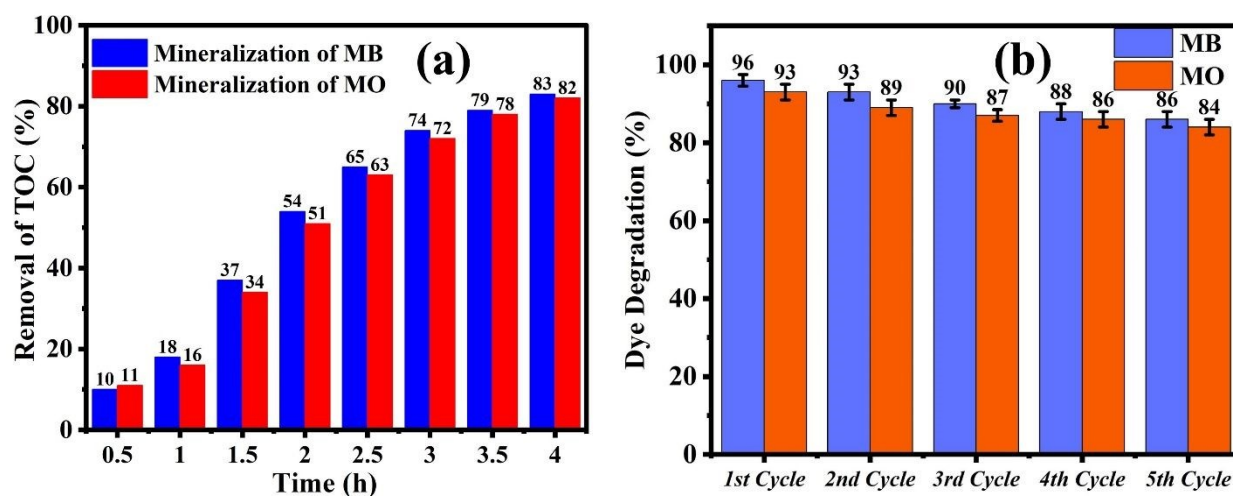 (a)
Mineralization of MB
Mineralization of MO
Removal of TOC (%)
100
80
60
40
20
0
10 11
18 16
37 34
54 51
65 63
74 72
79 78
83 82
0.5 1 1.5 2 2.5 3 3.5 4
Time (h)
(b)
MB
MO
Dye Degradation (%)
100
80
60
40
20
0
96 93
93 89
90 87
88 86
86 84
1st Cycle 2nd Cycle 3rd Cycle 4th Cycle 5th Cycle